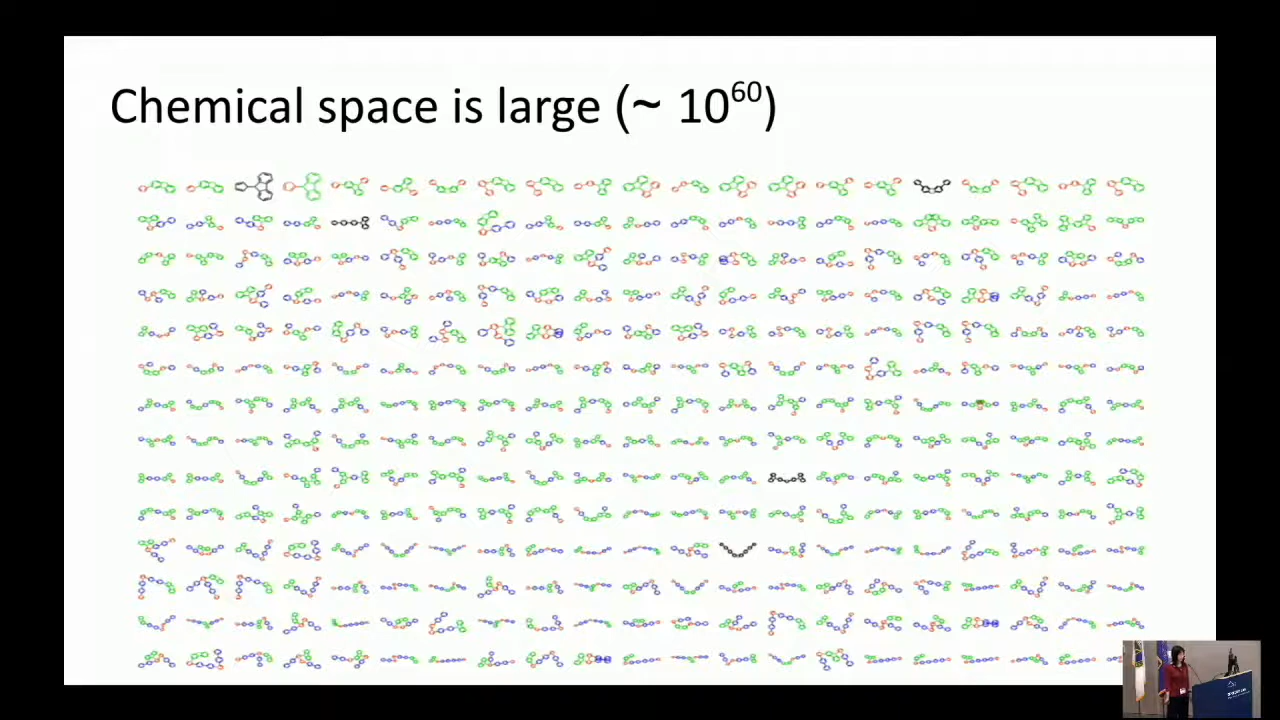 Chemical space is large (~ 10⁶⁰)